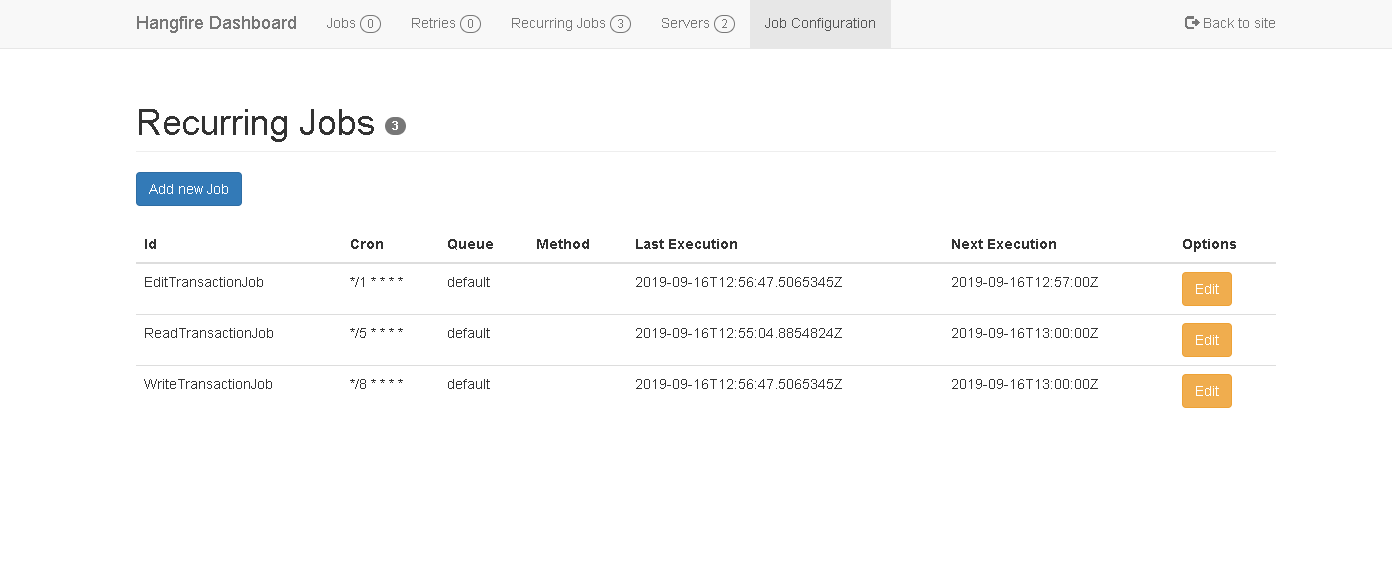 Hangfire Dashboard Jobs 0 Retries 0 Recurring Jobs 3 Servers 2 Job Configuration Back to site
Recurring Jobs 3
Add new Job
Id Cron Queue Method Last Execution Next Execution Options
EditTransactionJob */1 * * * * default 2019-09-16T12:56:47.5065345Z 2019-09-16T12:57:00Z Edit
ReadTransactionJob */5 * * * * default 2019-09-16T12:55:04.8854824Z 2019-09-16T13:00:00Z Edit
WriteTransactionJob */8 * * * * default 2019-09-16T12:56:47.5065345Z 2019-09-16T13:00:00Z Edit